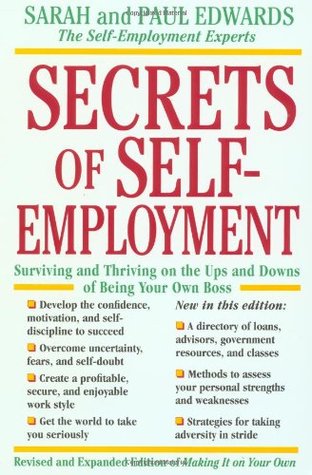 SARAH and PAUL EDWARDS
The Self-Employment Experts
SECRETS
OF SELF-
EMPLOYMENT
Surviving and Thriving on the Ups and Downs
of Being Your Own Boss
Develop the confidence,
motivation, and self-
discipline to succeed
Overcome uncertainty,
fears, and self-doubt
Create a profitable,
secure, and enjoyable
work style
Get the world to
take you seriously
New in this edition:
A directory of loans,
advisors, government
resources, and classes
Methods to assess
your personal strengths
and weaknesses
Strategies for taking
adversity in stride
Revised and Expanded Edition of Making It on Your Own